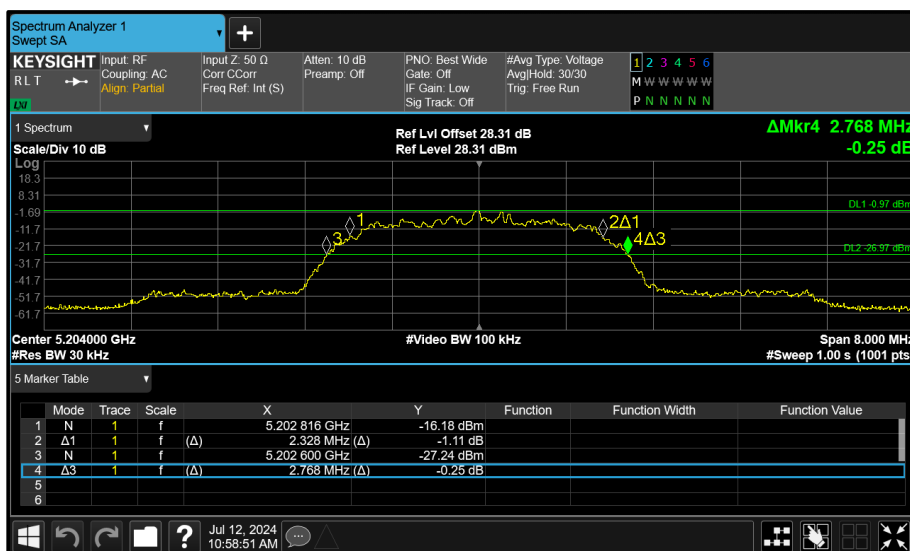 Spectrum Analyzer 1
Swept SA
+
KEYSIGHT
RLT
LXI
Input: RF
Coupling: AC
Align: Partial
Input Z: 50 Ω
Corr CCorr
Freq Ref: Int (S)
Atten: 10 dB
Preamp: Off
PNO: Best Wide
Gate: Off
IF Gain: Low
Sig Track: Off
#Avg Type: Voltage
Avg|Hold: 30/30
Trig: Free Run
1 2 3 4 5 6
M W W W W W
P N N N N N
1 Spectrum
Scale/Div 10 dB
Ref Lvl Offset 28.31 dB
Ref Level 28.31 dBm
ΔMkr4 2.768 MHz
-0.25 dB
Log
18.3
8.31
-1.69
-11.7
-21.7
-31.7
-41.7
-51.7
-61.7
DL1 -0.97 dBm
1
2Δ1
3
4Δ3
DL2 -26.97 dBm
Center 5.204000 GHz
#Video BW 100 kHz
Span 8.000 MHz
#Res BW 30 kHz
#Sweep 1.00 s (1001 pts
5 Marker Table
Mode Trace Scale X Y Function Function Width Function Value
1 N 1 f 5.202 816 GHz -16.18 dBm
2 Δ1 1 f (Δ) 2.328 MHz (Δ) -1.11 dB
3 N 1 f 5.202 600 GHz -27.24 dBm
4 Δ3 1 f (Δ) 2.768 MHz (Δ) -0.25 dB
5
6
?
Jul 12, 2024
10:58:51 AM